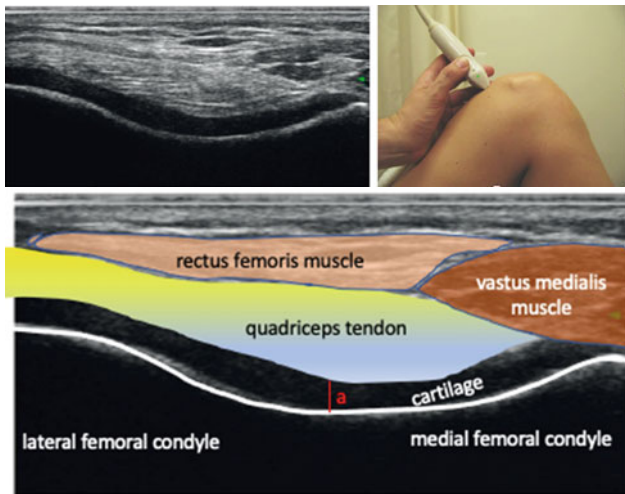 rectus femoris muscle
vastus medialis
muscle
quadriceps tendon
a
cartilage
lateral femoral condyle
medial femoral condyle